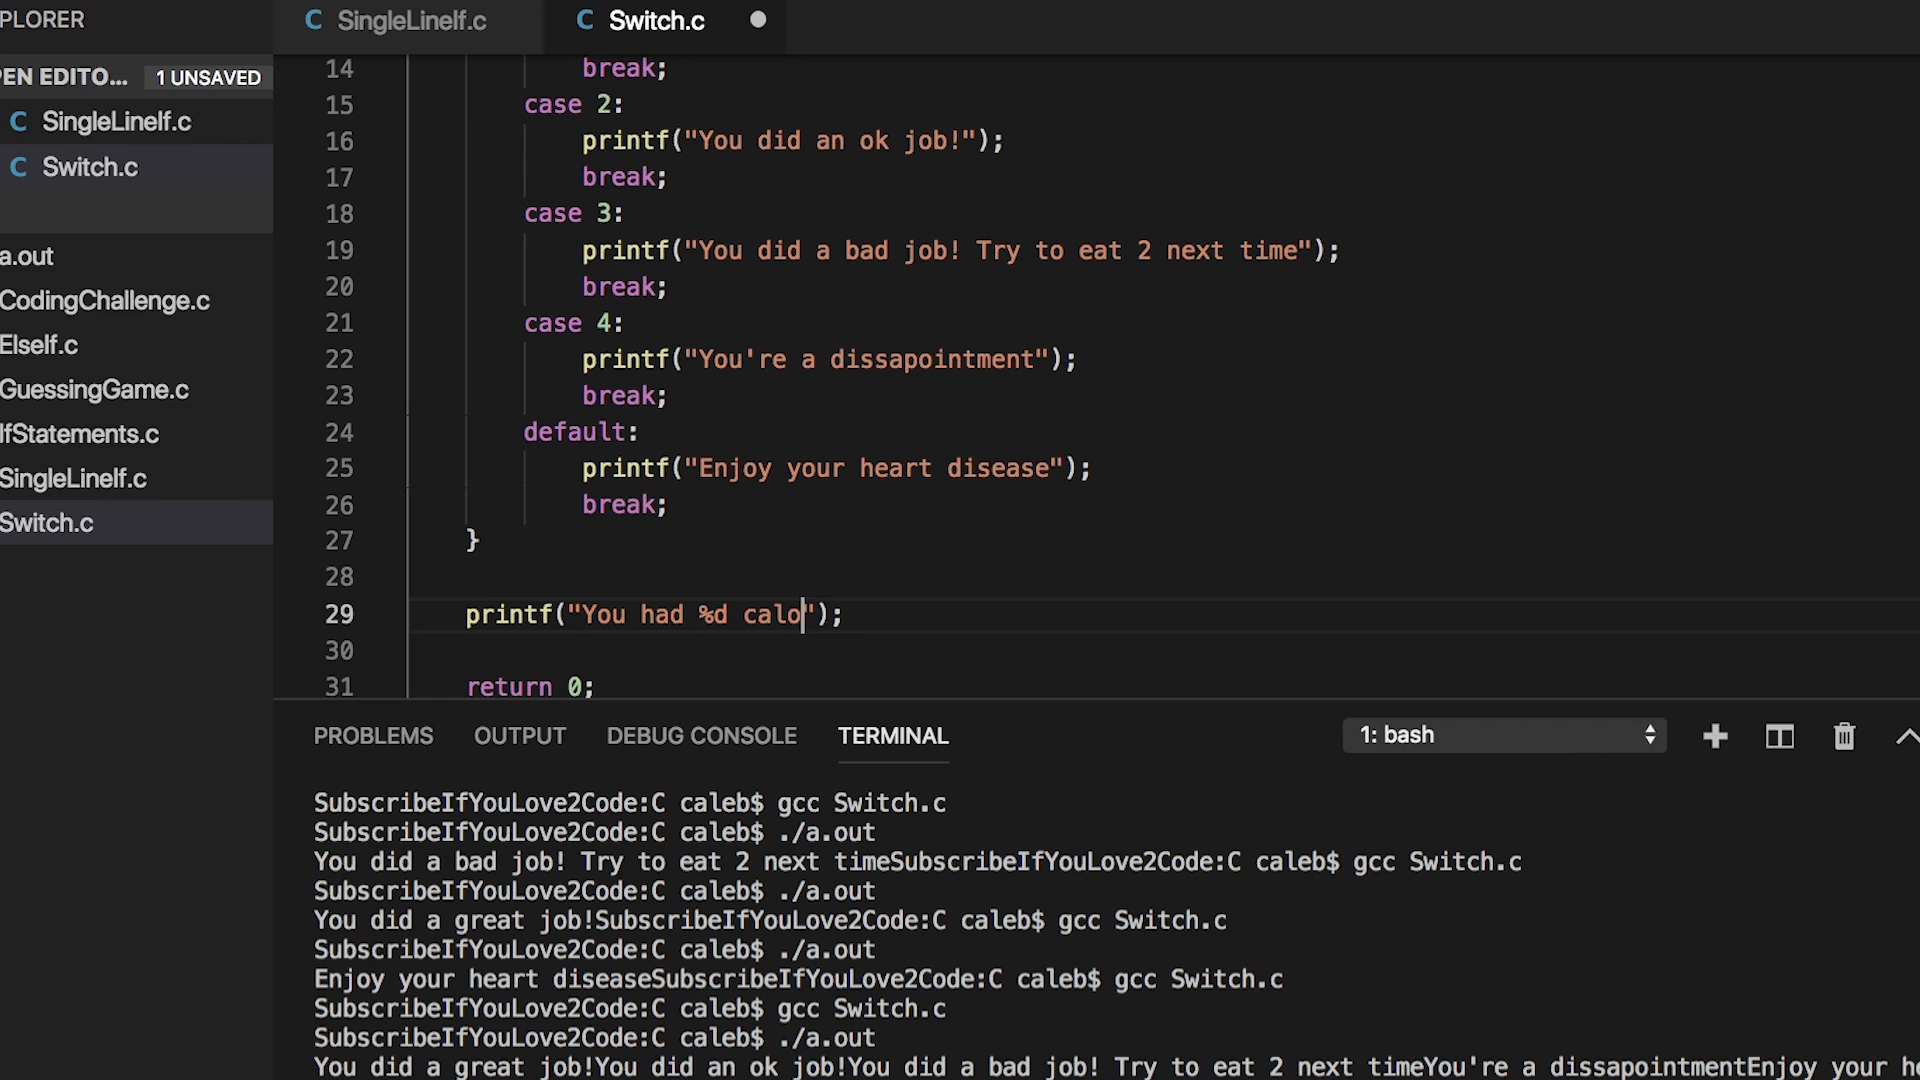 PLORER
C SingleLineIf.c
C Switch.c
PEN EDITO... 1 UNSAVED
C SingleLineIf.c
C Switch.c
a.out
CodingChallenge.c
ElseIf.c
GuessingGame.c
IfStatements.c
SingleLineIf.c
Switch.c
14 break;
15 case 2:
16 printf("You did an ok job!");
17 break;
18 case 3:
19 printf("You did a bad job! Try to eat 2 next time");
20 break;
21 case 4:
22 printf("You're a dissapointment");
23 break;
24 default:
25 printf("Enjoy your heart disease");
26 break;
27 }
28
29 printf("You had %d calo");
30
31 return 0;
PROBLEMS OUTPUT DEBUG CONSOLE TERMINAL 1: bash
SubscribeIfYouLove2Code:C caleb$ gcc Switch.c
SubscribeIfYouLove2Code:C caleb$ ./a.out
You did a bad job! Try to eat 2 next timeSubscribeIfYouLove2Code:C caleb$ gcc Switch.c
SubscribeIfYouLove2Code:C caleb$ ./a.out
You did a great job!SubscribeIfYouLove2Code:C caleb$ gcc Switch.c
SubscribeIfYouLove2Code:C caleb$ ./a.out
Enjoy your heart diseaseSubscribeIfYouLove2Code:C caleb$ gcc Switch.c
SubscribeIfYouLove2Code:C caleb$ gcc Switch.c
SubscribeIfYouLove2Code:C caleb$ ./a.out
You did a great job!You did an ok job!You did a bad job! Try to eat 2 next timeYou're a dissapointmentEnjoy your h